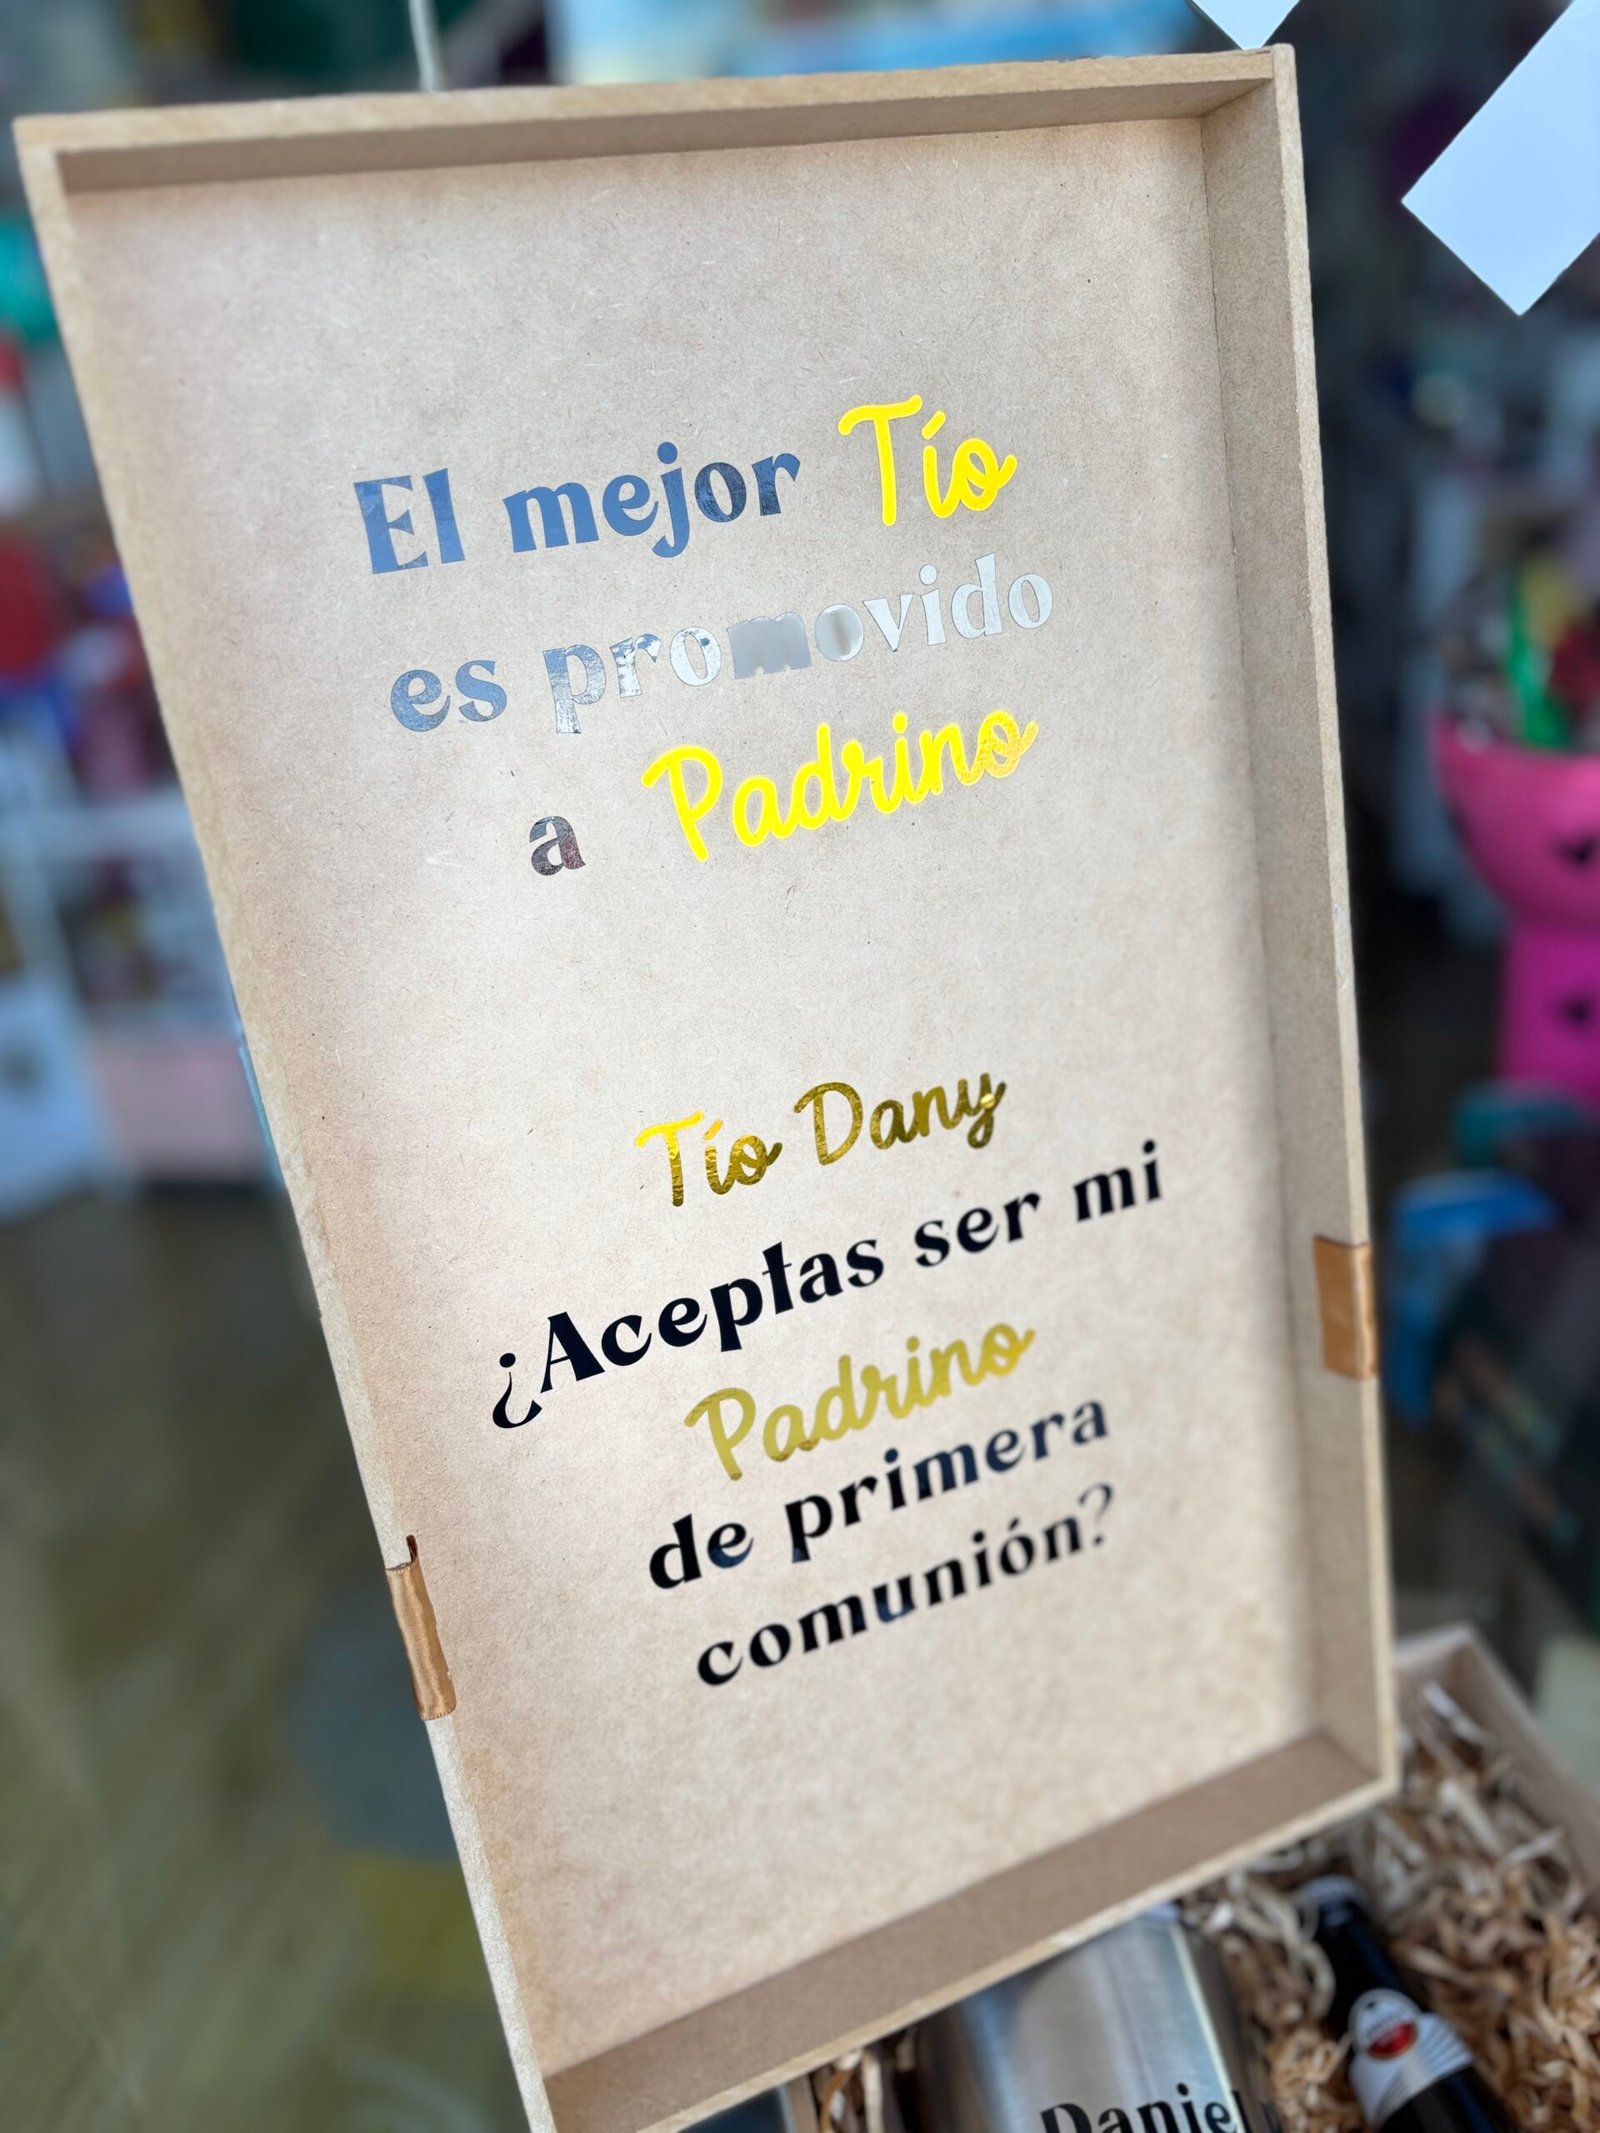 El mejor Tío
es promovido
a Padrino
Tío Dany
¿Aceptas ser mi
Padrino
de primera
comunión?
Daniel